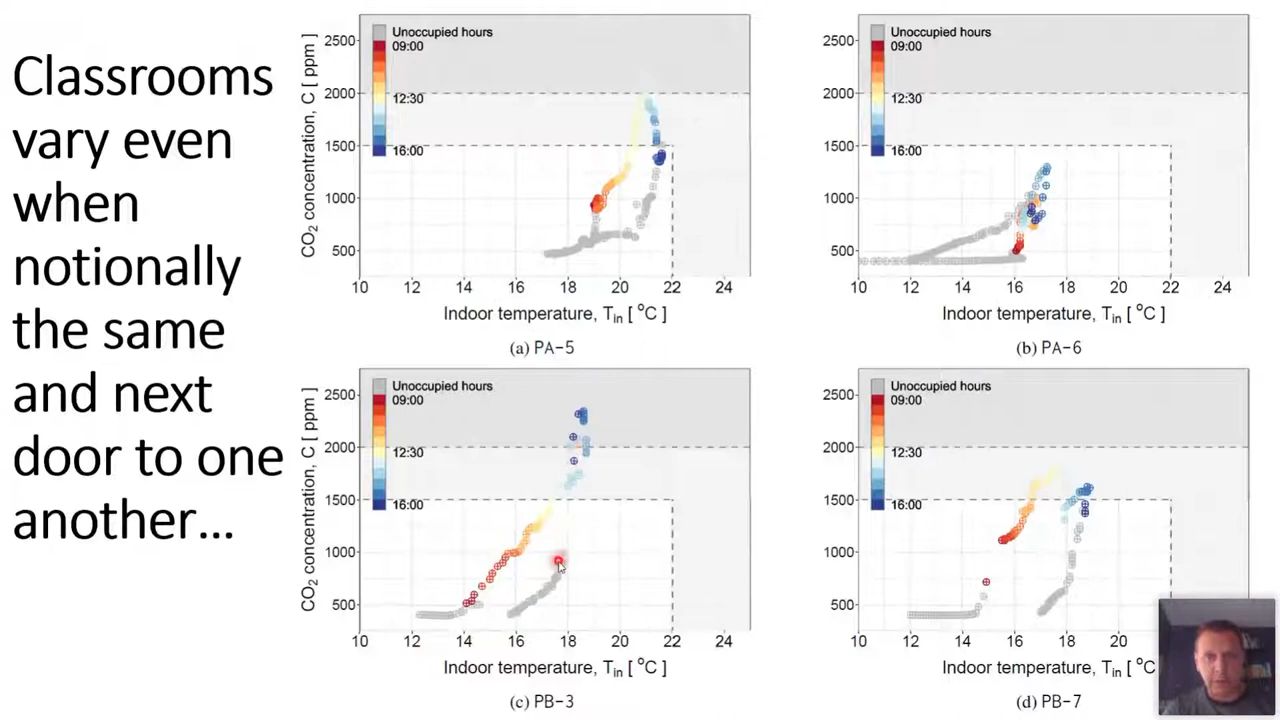 Classrooms
vary even
when
notionally
the same
and next
door to one
another...
CO2 concentration, C [ ppm ]
2500
2000
1500
1000
500
Unoccupied hours
09:00
12:30
16:00
10 12 14 16 18 20 22 24
Indoor temperature, Tin [ °C ]
(a) PA-5
2500
2000
1500
1000
500
Unoccupied hours
09:00
12:30
16:00
10 12 14 16 18 20 22 24
Indoor temperature, Tin [ °C ]
(b) PA-6
CO2 concentration, C [ ppm ]
2500
2000
1500
1000
500
Unoccupied hours
09:00
12:30
16:00
10 12 14 16 18 20 22 24
Indoor temperature, Tin [ °C ]
(c) PB-3
2500
2000
1500
1000
500
Unoccupied hours
09:00
12:30
16:00
10 12 14 16 18 20
Indoor temperature, Tin [ °C
(d) PB-7